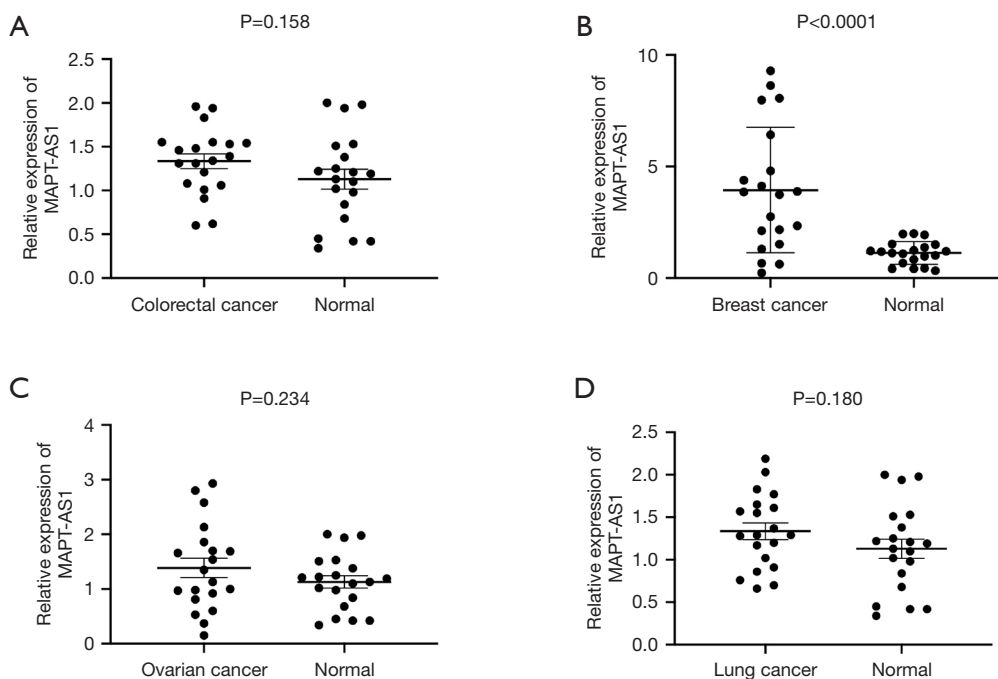 A
P=0.158
Relative expression of
MAPT-AS1
2.5
2.0
1.5
1.0
0.5
0.0
Colorectal cancer
Normal
B
P<0.0001
Relative expression of
MAPT-AS1
10
5
0
Breast cancer
Normal
C
P=0.234
Relative expression of
MAPT-AS1
4
3
2
1
0
Ovarian cancer
Normal
D
P=0.180
Relative expression of
MAPT-AS1
2.5
2.0
1.5
1.0
0.5
0.0
Lung cancer
Normal